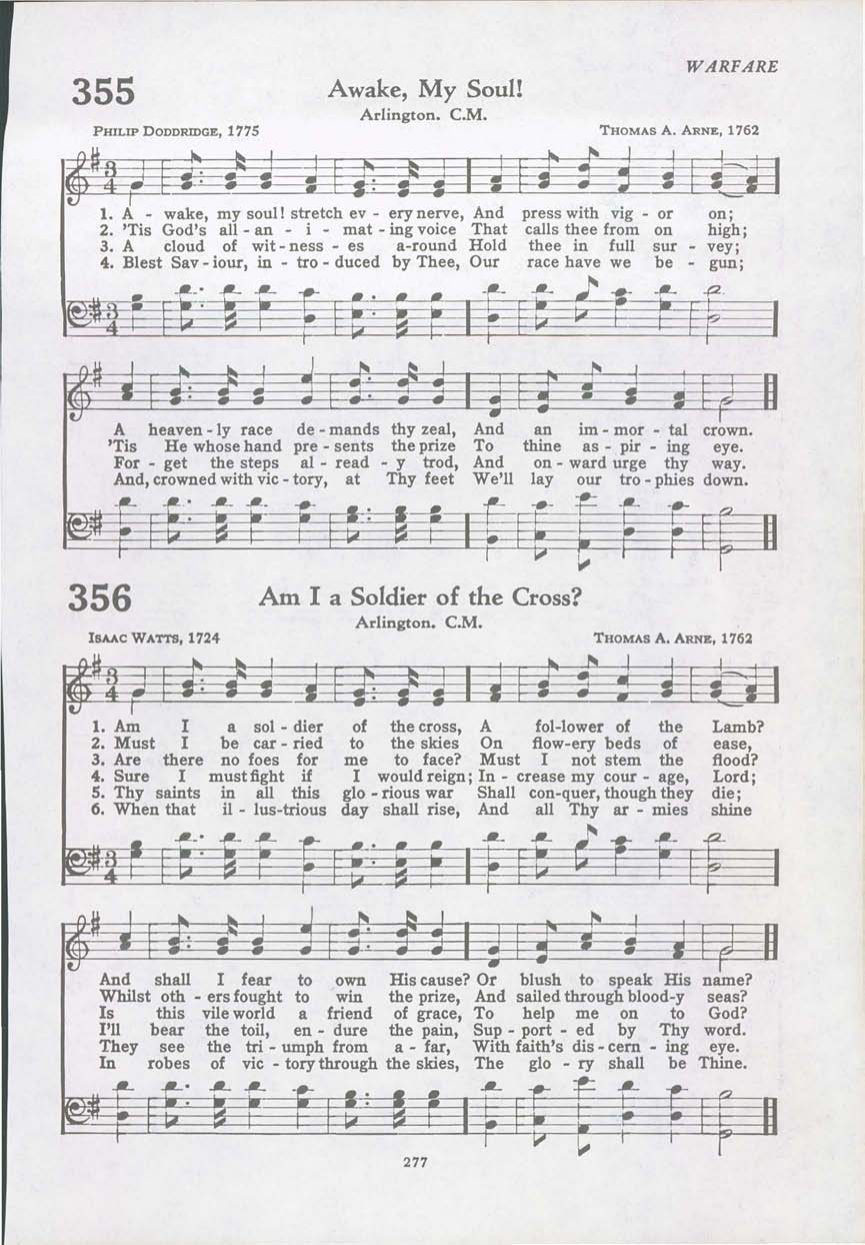 WARFARE
355
Awake, My Soul!
Arlington. C.M.
PHILIP DODDRIDGE, 1775
THOMAS A. ARNE, 1762
1. A - wake, my soul! stretch ev - ery nerve, And press with vig - or on;
2. 'Tis God's all - an - i - mat - ing voice That calls thee from on high;
3. A cloud of wit - ness - es a-round Hold thee in full sur - vey;
4. Blest Sav - iour, in - tro - duced by Thee, Our race have we be - gun;
A heaven - ly race de - mands thy zeal, And an im - mor - tal crown.
'Tis He whose hand pre - sents the prize To thine as - pir - ing eye.
For - get the steps al - read - y trod, And on - ward urge thy way.
And, crowned with vic - tory, at Thy feet We'll lay our tro - phies down.
356
Am I a Soldier of the Cross?
Arlington. C.M.
ISAAC WATTS, 1724
THOMAS A. ARNE, 1762
1. Am I a sol - dier of the cross, A fol-lower of the Lamb?
2. Must I be car - ried to the skies On flow-ery beds of ease,
3. Are there no foes for me to face? Must I not stem the flood?
4. Sure I must fight if I would reign; In - crease my cour - age, Lord;
5. Thy saints in all this glo - rious war Shall con-quer, though they die;
6. When that il - lus-trious day shall rise, And all Thy ar - mies shine
And shall I fear to own His cause? Or blush to speak His name?
Whilst oth - ers fought to win the prize, And sailed through blood-y seas?
Is this vile world a friend of grace, To help me on to God?
I'll bear the toil, en - dure the pain, Sup - port - ed by Thy word.
They see the tri - umph from a - far, With faith's dis - cern - ing eye.
In robes of vic - tory through the skies, The glo - ry shall be Thine.
277